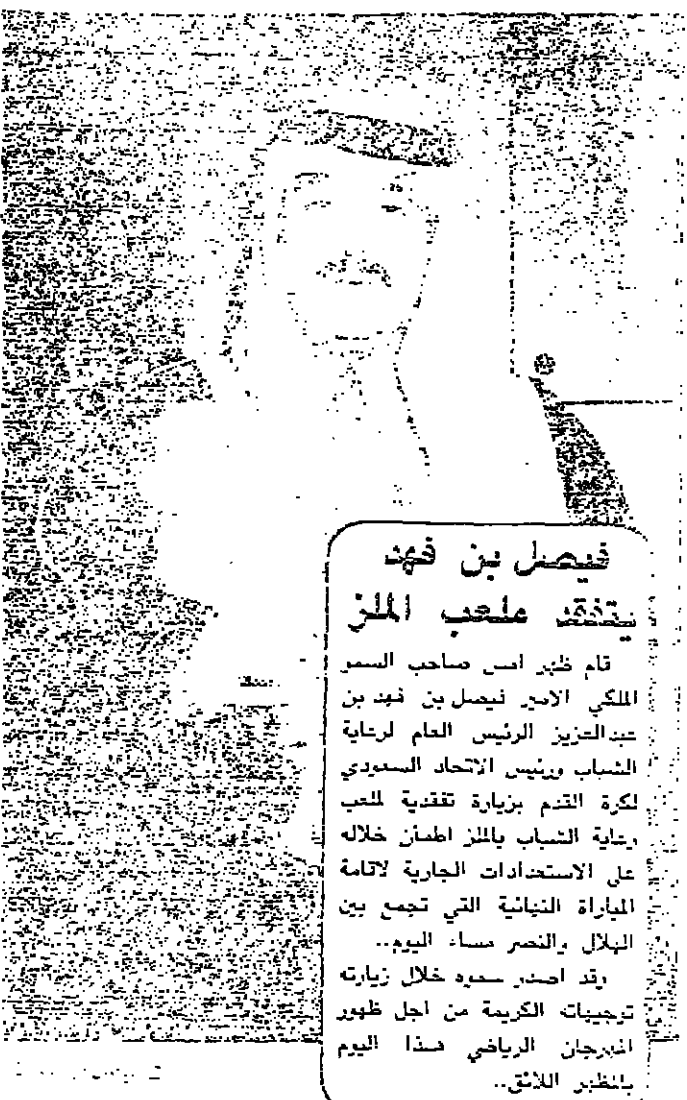 فيصل بن فهد
يتفقد ملعب الملز
قام ظهر امس صاحب السمو
الملكي الامير فيصل بن فهد بن
عبدالعزيز الرئيس العام لرعاية
الشباب ورئيس الاتحاد السعودي
لكرة القدم بزيارة تفقدية لملعب
رعاية الشباب بالملز اطمأن خلاله
على الاستعدادات الجارية لاقامة
المباراة النهائية التي تجمع بين
الهلال والنصر مساء اليوم..
وقد اصدر سموه خلال زيارته
توجيهاته الكريمة من اجل ظهور
المهرجان الرياضي هذا اليوم
بالمظهر اللائق..